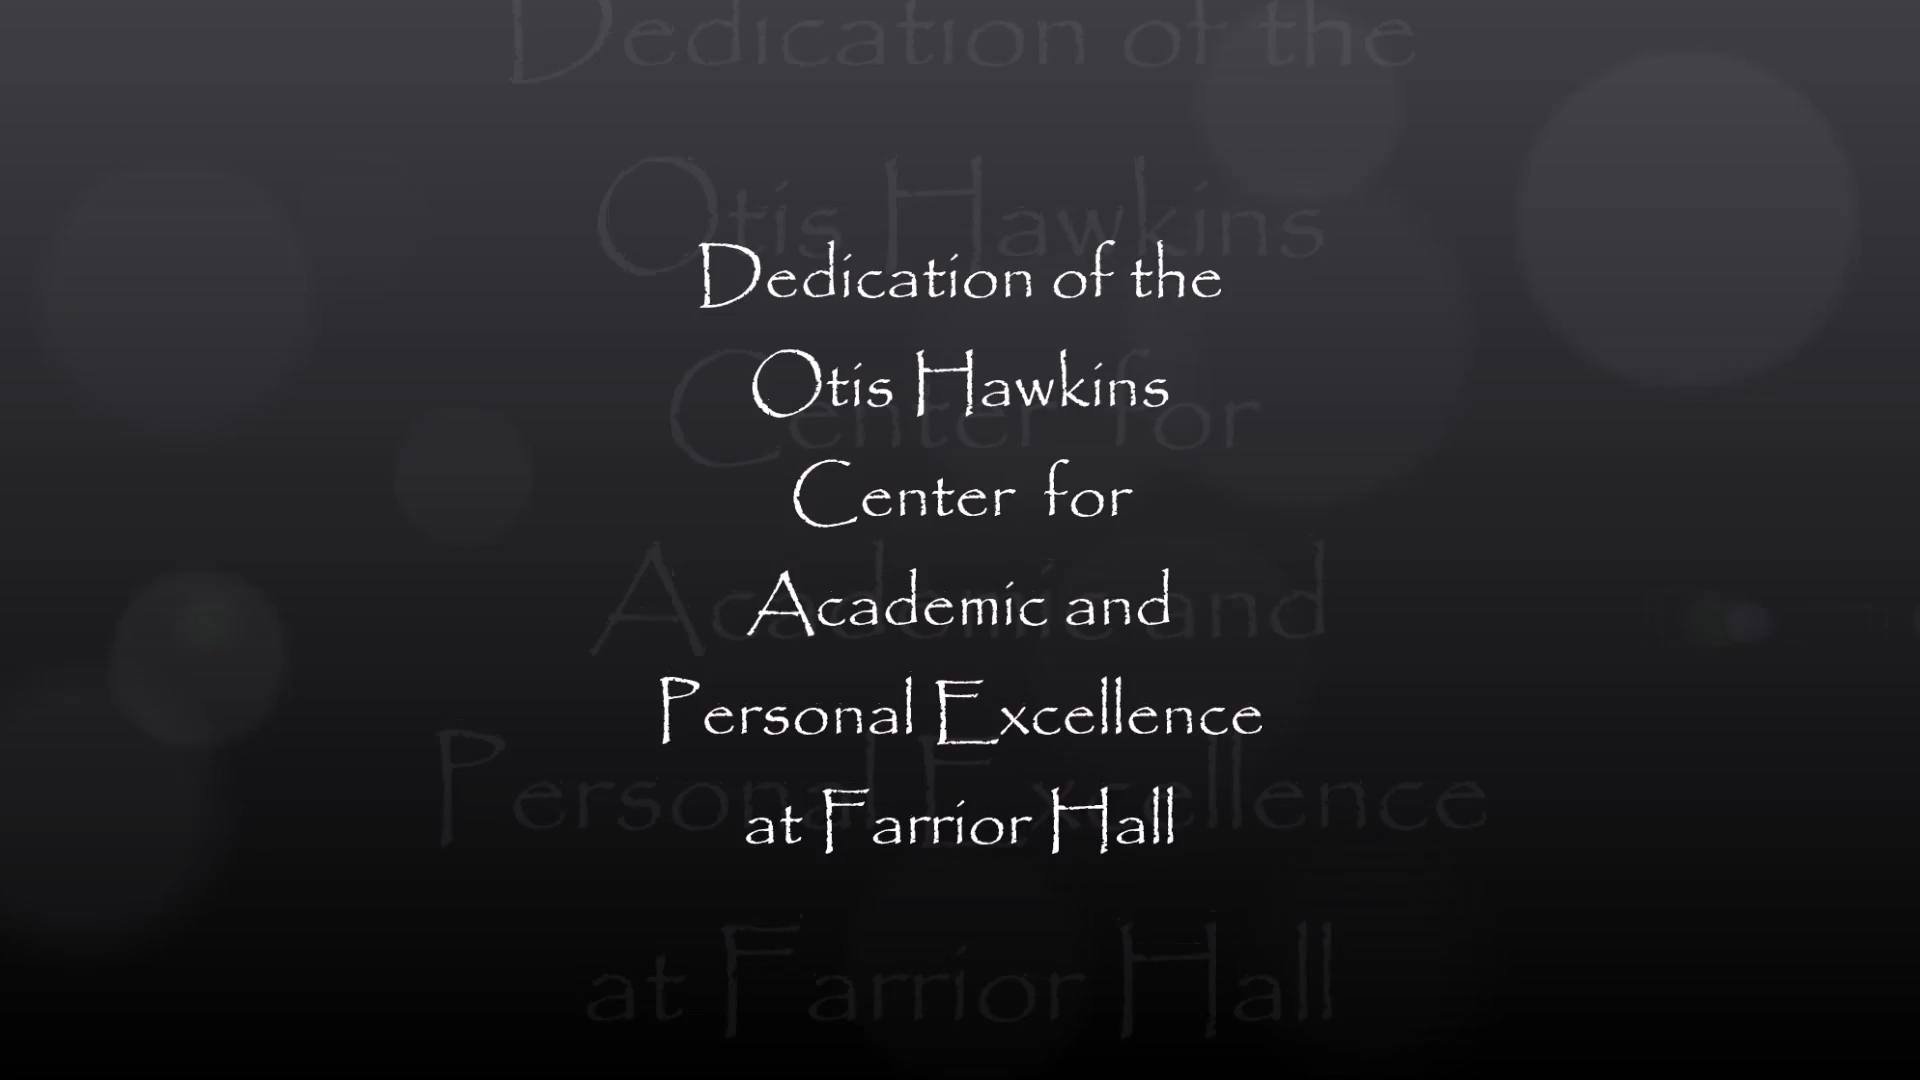 Dedication of the
Otis Hawkins
Center for
Academic and
Personal Excellence
at Farrior Hall